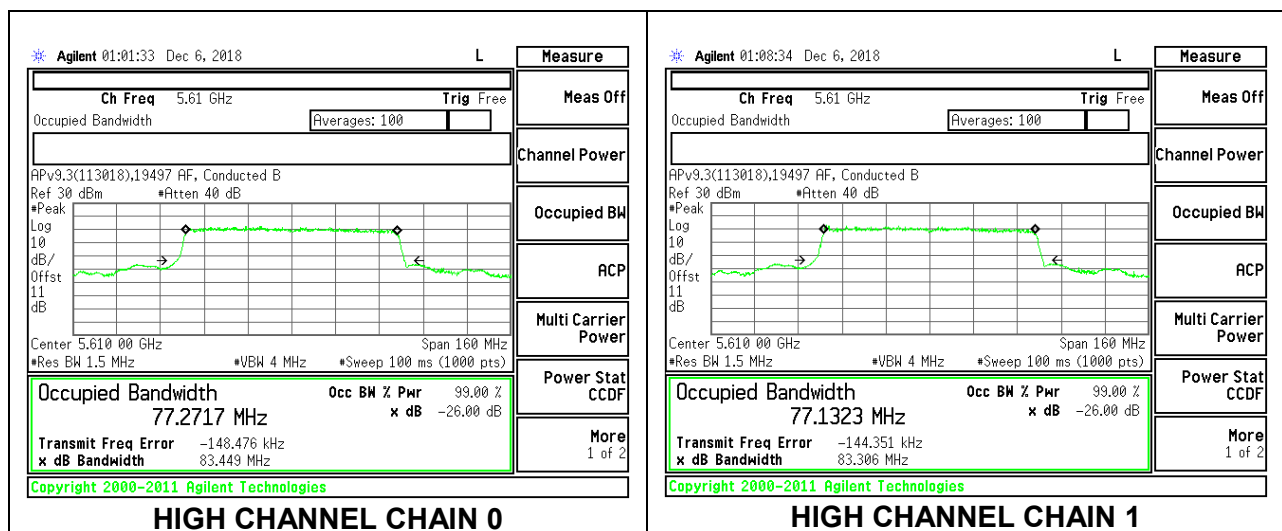 Agilent 01:01:33 Dec 6, 2018 L
Measure
Ch Freq 5.61 GHz Trig Free
Occupied Bandwidth Averages: 100
APv9.3(113018),19497 AF, Conducted B
Ref 30 dBm #Atten 40 dB
#Peak
Log
10
dB/
Offst
11
dB
Center 5.610 00 GHz Span 160 MHz
#Res BW 1.5 MHz #VBW 4 MHz #Sweep 100 ms (1000 pts)
Occupied Bandwidth Occ BW % Pwr 99.00 %
77.2717 MHz x dB -26.00 dB
Transmit Freq Error -148.476 kHz
x dB Bandwidth 83.449 MHz
Copyright 2000-2011 Agilent Technologies
Meas Off
Channel Power
Occupied BW
ACP
Multi Carrier
Power
Power Stat
CCDF
More
1 of 2
HIGH CHANNEL CHAIN 0
Agilent 01:08:34 Dec 6, 2018 L
Measure
Ch Freq 5.61 GHz Trig Free
Occupied Bandwidth Averages: 100
APv9.3(113018),19497 AF, Conducted B
Ref 30 dBm #Atten 40 dB
#Peak
Log
10
dB/
Offst
11
dB
Center 5.610 00 GHz Span 160 MHz
#Res BW 1.5 MHz #VBW 4 MHz #Sweep 100 ms (1000 pts)
Occupied Bandwidth Occ BW % Pwr 99.00 %
77.1323 MHz x dB -26.00 dB
Transmit Freq Error -144.351 kHz
x dB Bandwidth 83.306 MHz
Copyright 2000-2011 Agilent Technologies
Meas Off
Channel Power
Occupied BW
ACP
Multi Carrier
Power
Power Stat
CCDF
More
1 of 2
HIGH CHANNEL CHAIN 1